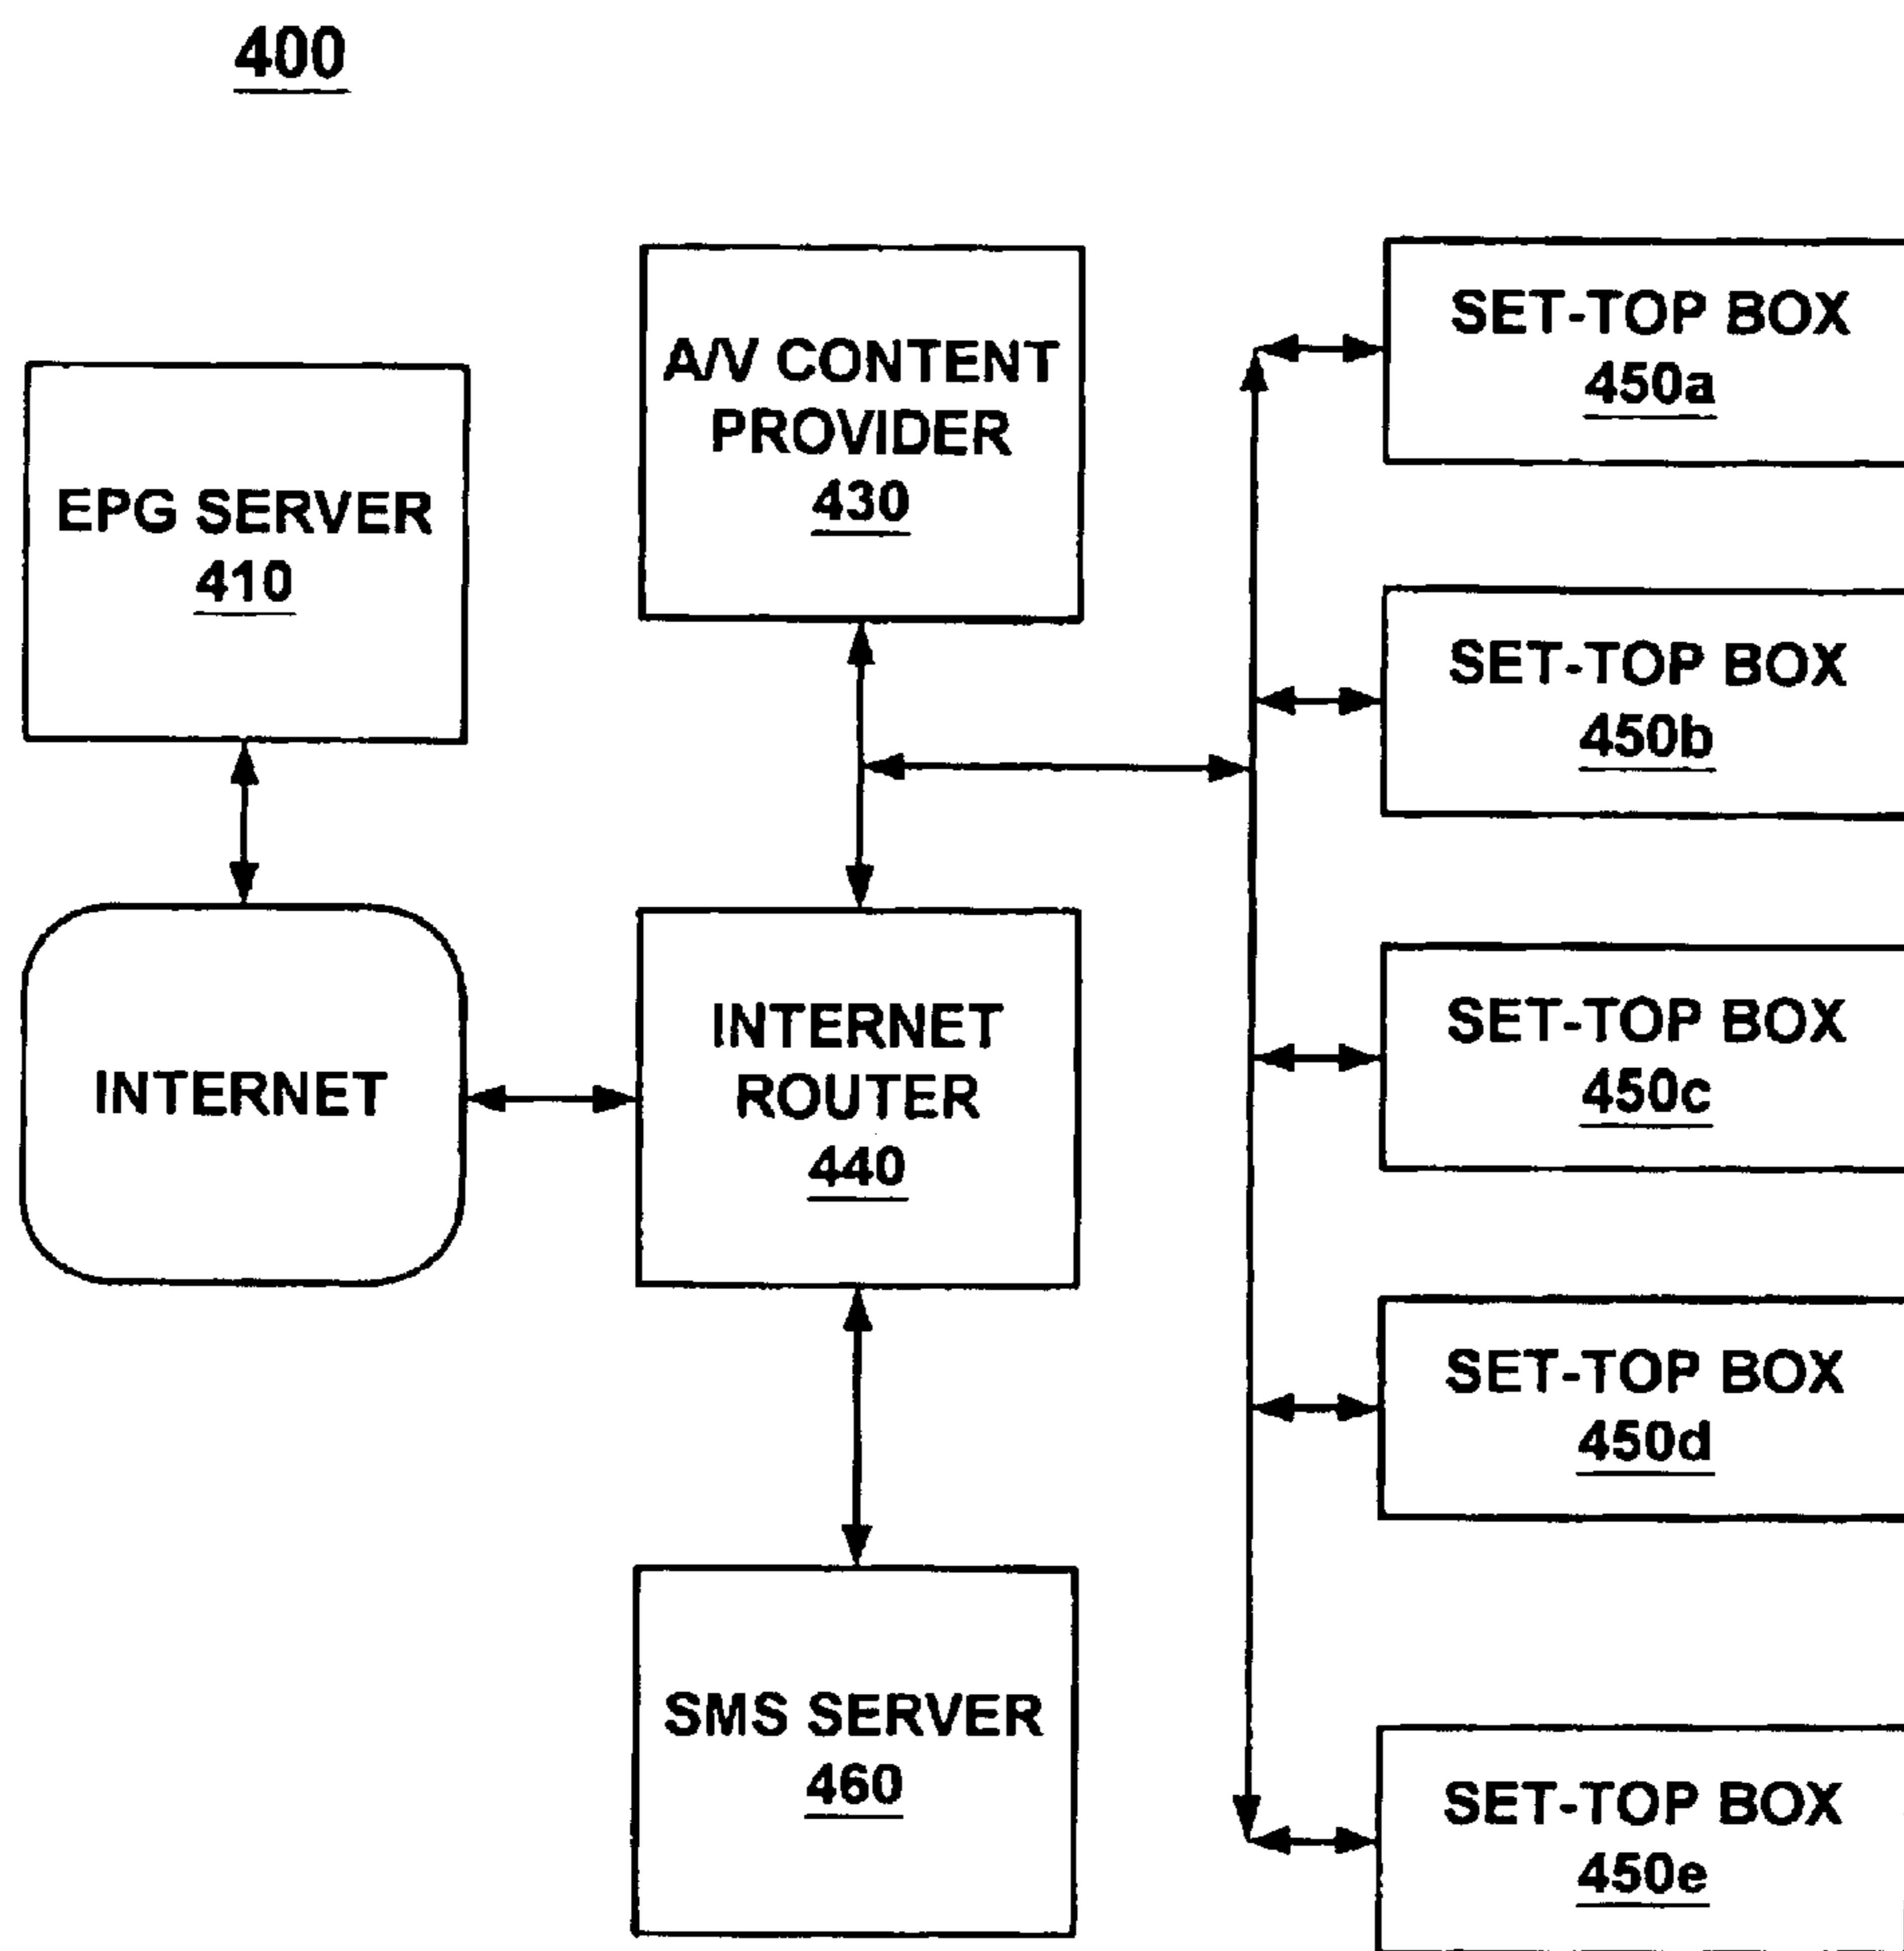 400
EPG SERVER
410
INTERNET
A/V CONTENT
PROVIDER
430
INTERNET
ROUTER
440
SMS SERVER
460
SET-TOP BOX
450a
SET-TOP BOX
450b
SET-TOP BOX
450c
SET-TOP BOX
450d
SET-TOP BOX
450e